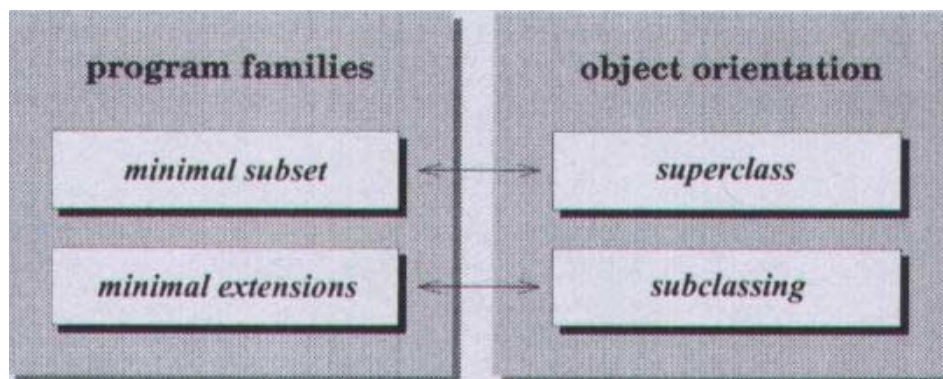 program families
object orientation
minimal subset
superclass
minimal extensions
subclassing